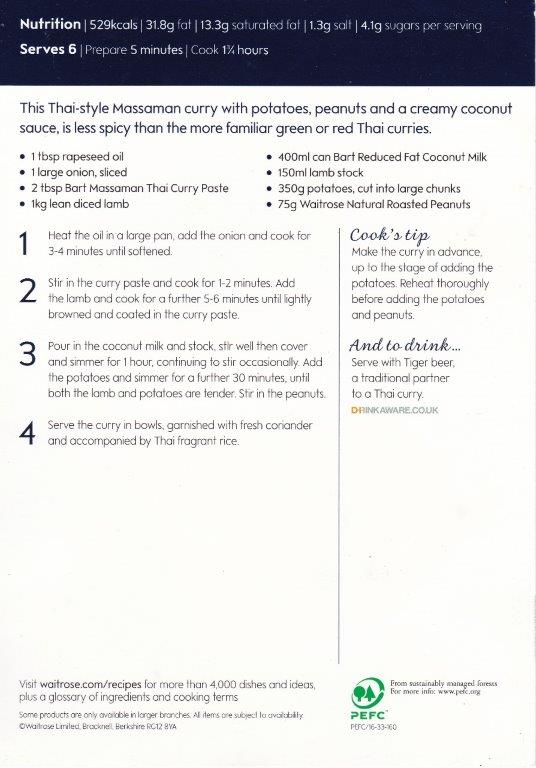 Nutrition | 529kcals | 31.8g fat | 13.3g saturated fat | 1.3g salt | 4.1g sugars per serving
Serves 6 | Prepare 5 minutes | Cook 1¾ hours
This Thai-style Massaman curry with potatoes, peanuts and a creamy coconut
sauce, is less spicy than the more familiar green or red Thai curries.
• 1 tbsp rapeseed oil
• 1 large onion, sliced
• 2 tbsp Bart Massaman Thai Curry Paste
• 1kg lean diced lamb
• 400ml can Bart Reduced Fat Coconut Milk
• 150ml lamb stock
• 350g potatoes, cut into large chunks
• 75g Waitrose Natural Roasted Peanuts
1 Heat the oil in a large pan, add the onion and cook for
3-4 minutes until softened.
2 Stir in the curry paste and cook for 1-2 minutes. Add
the lamb and cook for a further 5-6 minutes until lightly
browned and coated in the curry paste.
3 Pour in the coconut milk and stock, stir well then cover
and simmer for 1 hour, continuing to stir occasionally. Add
the potatoes and simmer for a further 30 minutes, until
both the lamb and potatoes are tender. Stir in the peanuts.
4 Serve the curry in bowls, garnished with fresh coriander
and accompanied by Thai fragrant rice.
Cook's tip
Make the curry in advance,
up to the stage of adding the
potatoes. Reheat thoroughly
before adding the potatoes
and peanuts.
And to drink...
Serve with Tiger beer,
a traditional partner
to a Thai curry.
DRINKAWARE.CO.UK
Visit waitrose.com/recipes for more than 4,000 dishes and ideas,
plus a glossary of ingredients and cooking terms
Some products are only available in larger branches. All items are subject to availability.
©Waitrose Limited, Bracknell, Berkshire RG12 8YA
From sustainably managed forests
For more info: www.pefc.org
PEFC™
PEFC/16-33-160